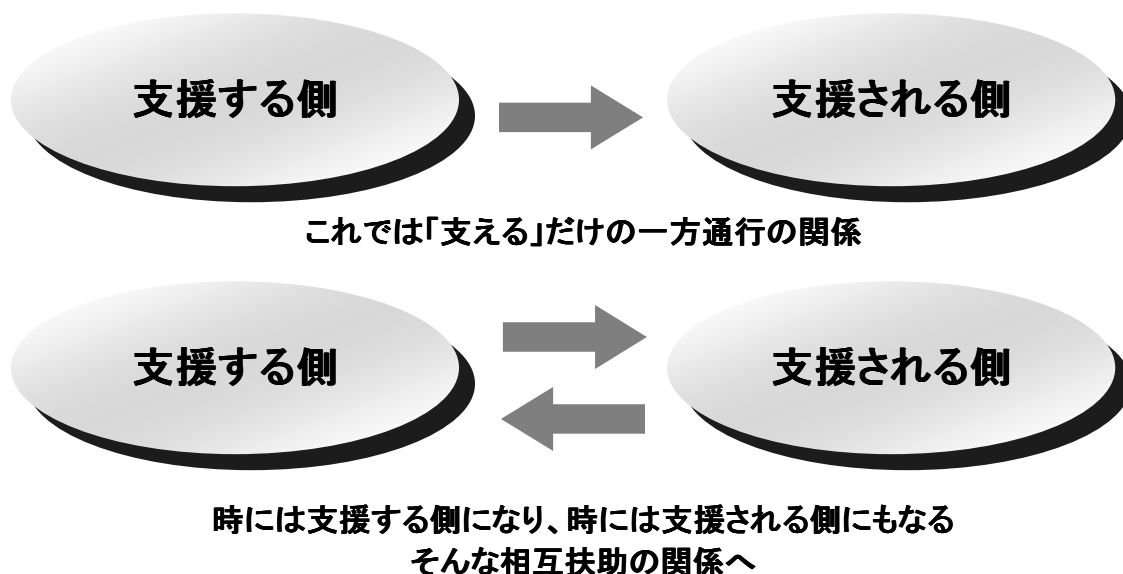 支援する側
支援される側
これでは「支える」だけの一方通行の関係
支援する側
支援される側
時には支援する側になり、時には支援される側にもなる
そんな相互扶助の関係へ